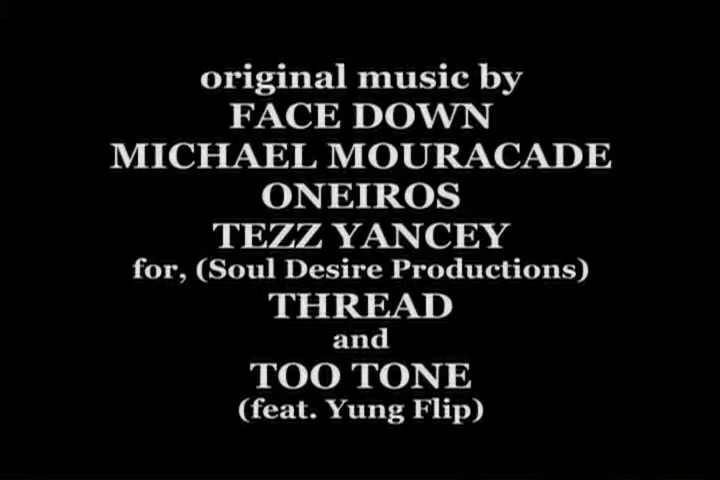 original music by
FACE DOWN
MICHAEL MOURACADE
ONEIROS
TEZZ YANCEY
for, (Soul Desire Productions)
THREAD
and
TOO TONE
(feat. Yung Flip)